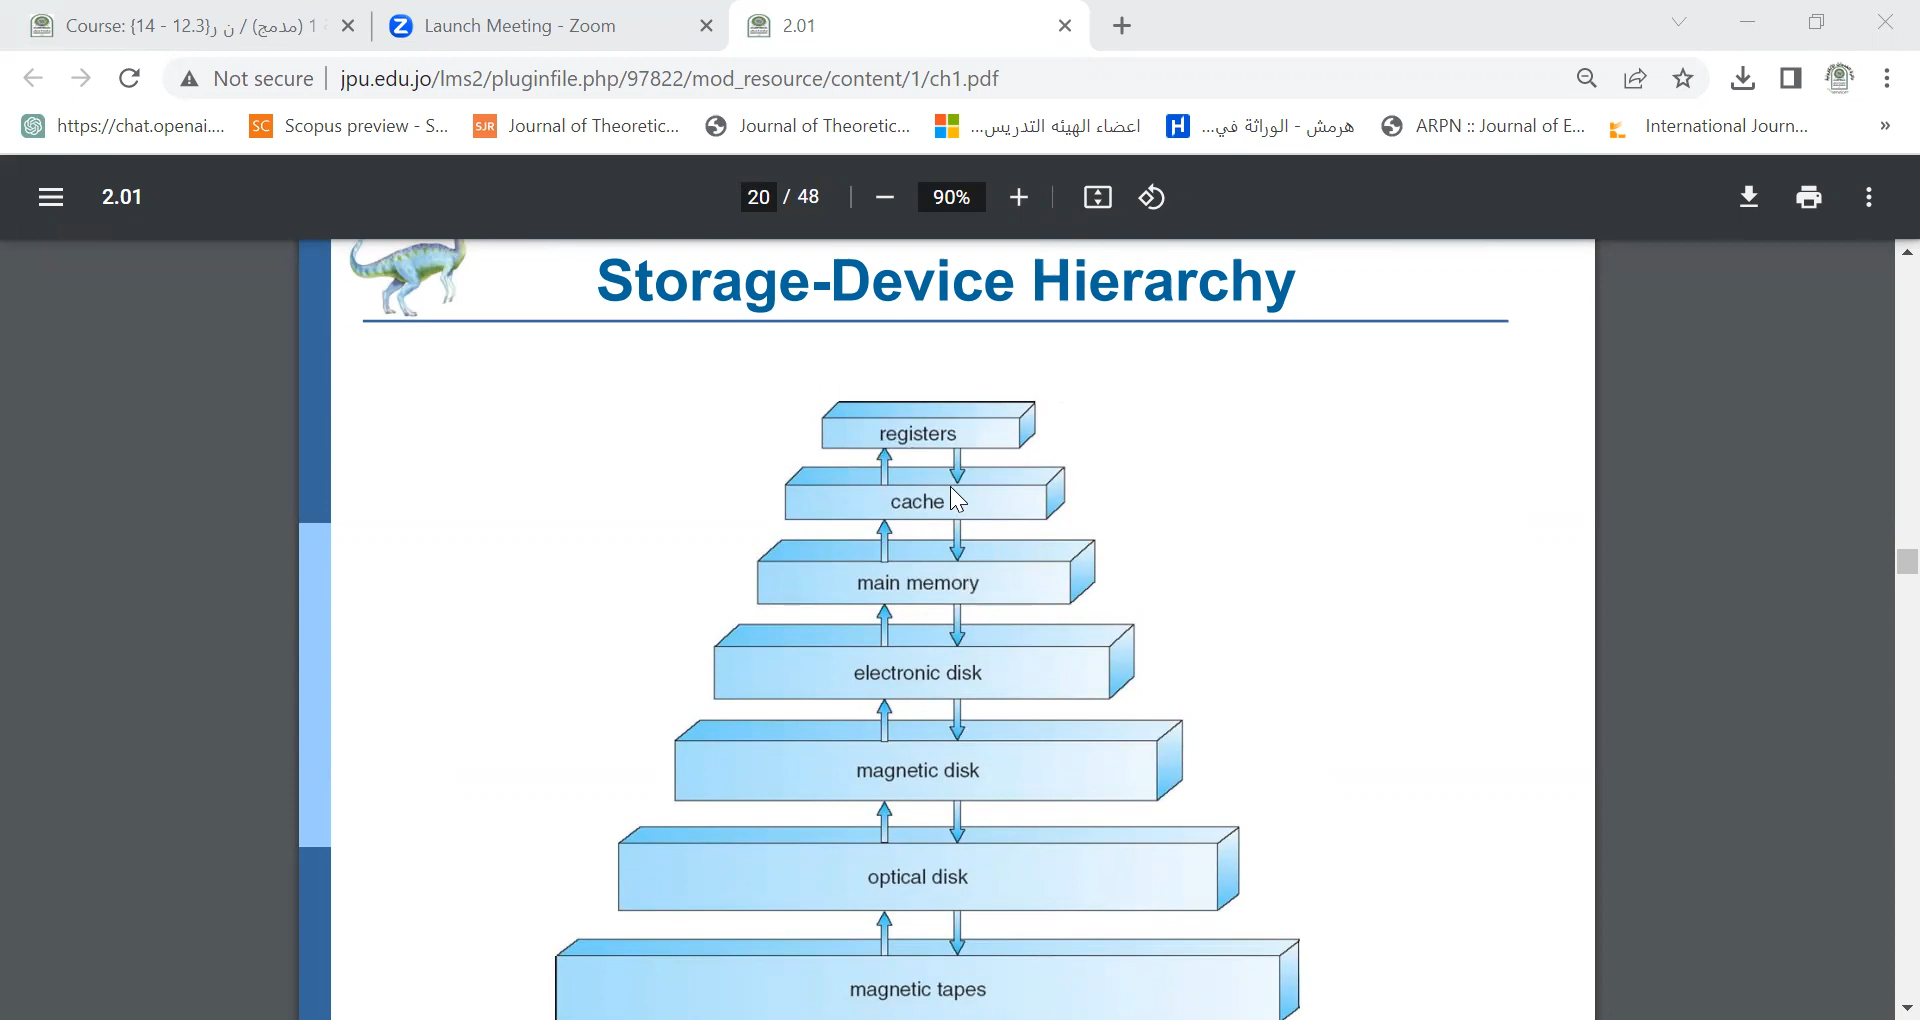 Course: {14 - 12.3}ن ر / (مدمج) 1
Launch Meeting - Zoom
2.01
Not secure
jpu.edu.jo/lms2/pluginfile.php/97822/mod_resource/content/1/ch1.pdf
https://chat.openai....
SC Scopus preview - S...
SJR Journal of Theoretic...
Journal of Theoretic...
اعضاء الهيئه التدريس...
H هرمش - الوراثة في...
ARPN :: Journal of E...
International Journ...
»
2.01
20 / 48
90%
Storage-Device Hierarchy
registers
cache
main memory
electronic disk
magnetic disk
optical disk
magnetic tapes